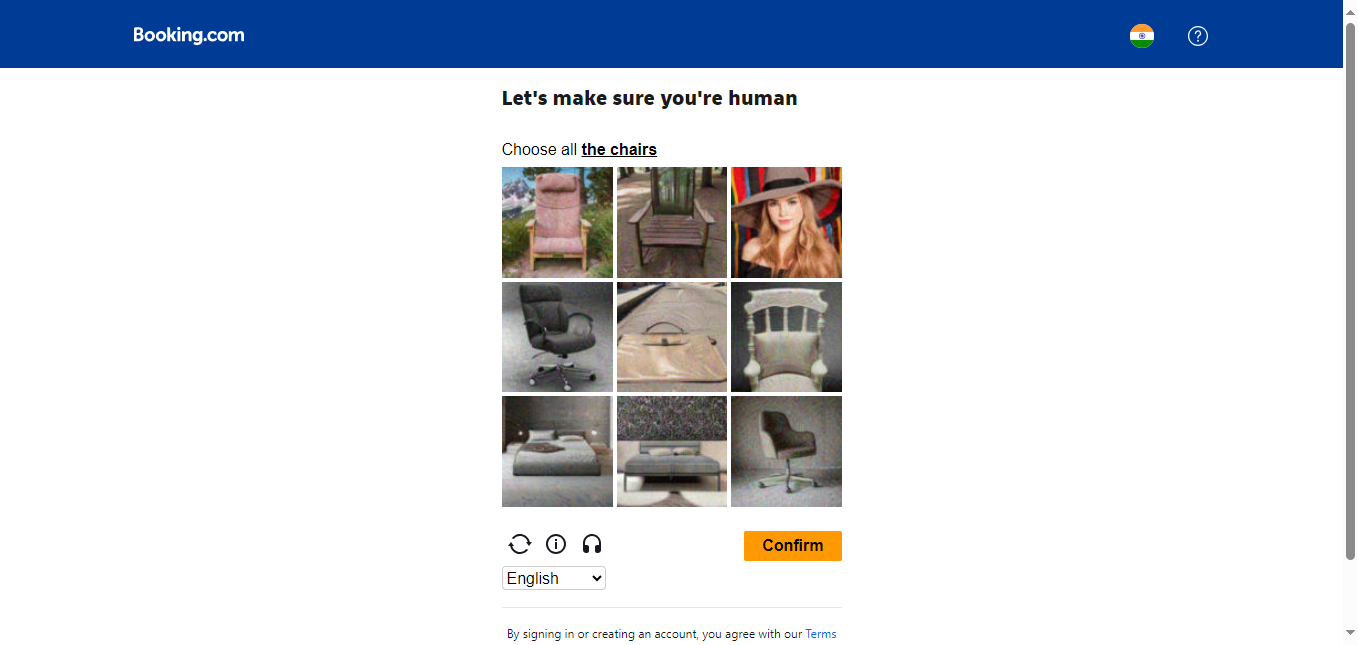 Booking.com
Let's make sure you're human
Choose all the chairs
Confirm
English
By signing in or creating an account, you agree with our Terms